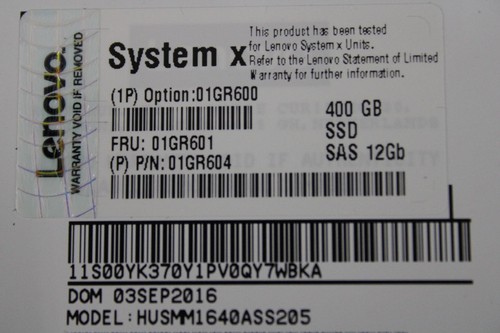 Lenovo.
WARRANTY VOID IF REMOVED
System x
This product has been tested
for Lenovo System x Units.
Refer to the Lenovo Statement of Limited
Warranty for further information.
(1P) Option:01GR600
FRU: 01GR601
(P) P/N:01GR604
400 GB
SSD
SAS 12Gb
11S00YK370Y1PV0QY7WBKA
DOM 03SEP2016
MODEL:HUSMM1640ASS205